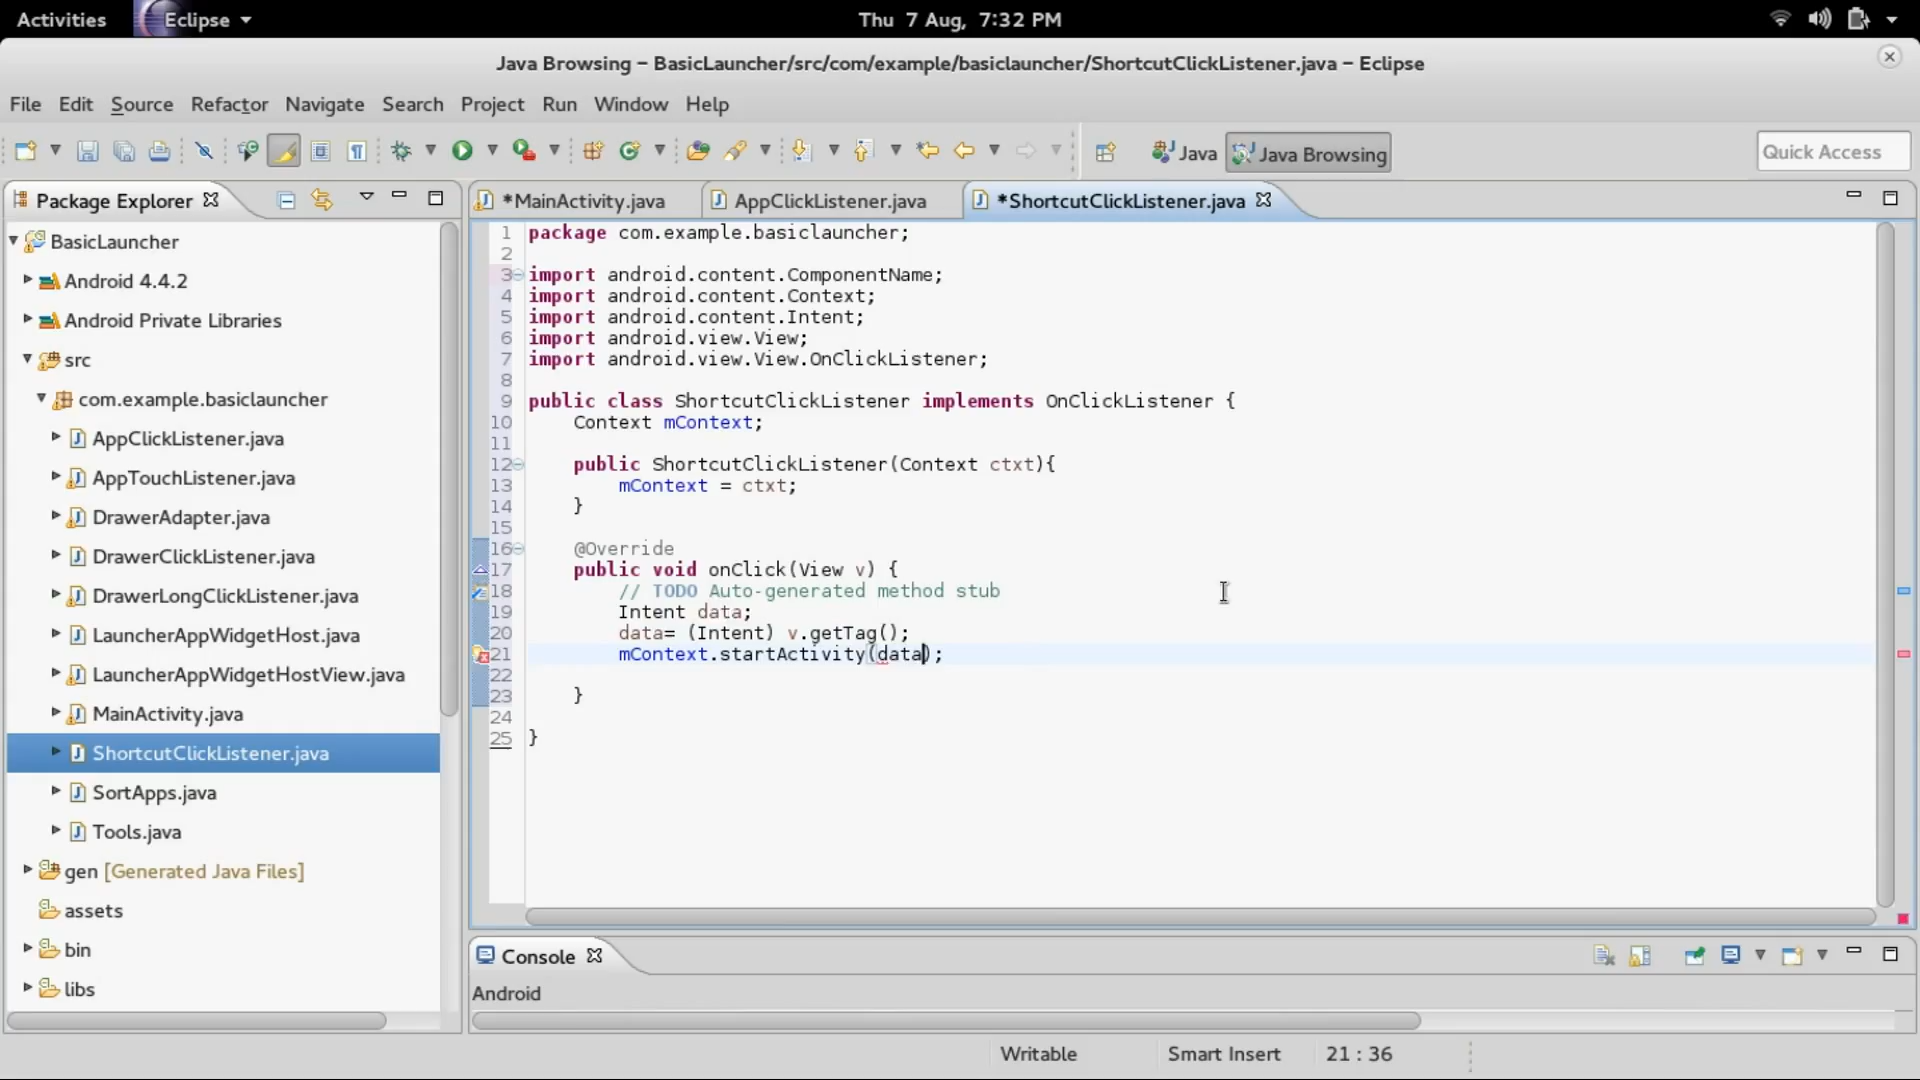 Activities Eclipse Thu 7 Aug, 7:32 PM
Java Browsing – BasicLauncher/src/com/example/basiclauncher/ShortcutClickListener.java – Eclipse
File Edit Source Refactor Navigate Search Project Run Window Help
Java Java Browsing Quick Access
Package Explorer
BasicLauncher
Android 4.4.2
Android Private Libraries
src
com.example.basiclauncher
AppClickListener.java
AppTouchListener.java
DrawerAdapter.java
DrawerClickListener.java
DrawerLongClickListener.java
LauncherAppWidgetHost.java
LauncherAppWidgetHostView.java
MainActivity.java
ShortcutClickListener.java
SortApps.java
Tools.java
gen [Generated Java Files]
assets
bin
libs
*MainActivity.java AppClickListener.java *ShortcutClickListener.java
1 package com.example.basiclauncher;
2
3 import android.content.ComponentName;
4 import android.content.Context;
5 import android.content.Intent;
6 import android.view.View;
7 import android.view.View.OnClickListener;
8
9 public class ShortcutClickListener implements OnClickListener {
10 Context mContext;
11
12 public ShortcutClickListener(Context ctxt){
13 mContext = ctxt;
14 }
15
16 @Override
17 public void onClick(View v) {
18 // TODO Auto-generated method stub
19 Intent data;
20 data= (Intent) v.getTag();
21 mContext.startActivity(data);
22
23 }
24
25 }
Console
Android
Writable Smart Insert 21 : 36